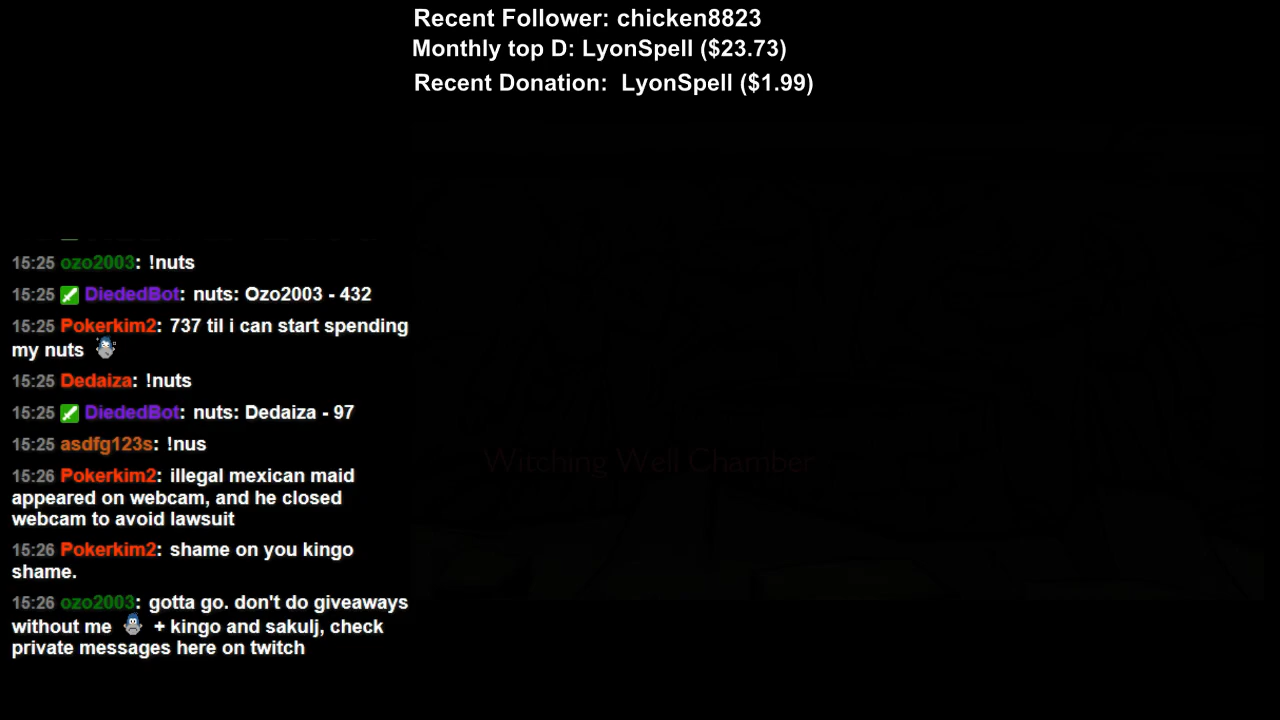 Recent Follower: chicken8823
Monthly top D: LyonSpell ($23.73)
Recent Donation: LyonSpell ($1.99)
15:25 ozo2003: !nuts
15:25 DiededBot: nuts: Ozo2003 - 432
15:25 Pokerkim2: 737 til i can start spending
my nuts
15:25 Dedaiza: !nuts
15:25 DiededBot: nuts: Dedaiza - 97
15:25 asdfg123s: !nus
15:26 Pokerkim2: illegal mexican maid
appeared on webcam, and he closed
webcam to avoid lawsuit
15:26 Pokerkim2: shame on you kingo
shame.
15:26 ozo2003: gotta go. don't do giveaways
without me + kingo and sakulj, check
private messages here on twitch
Witching Well Chamber